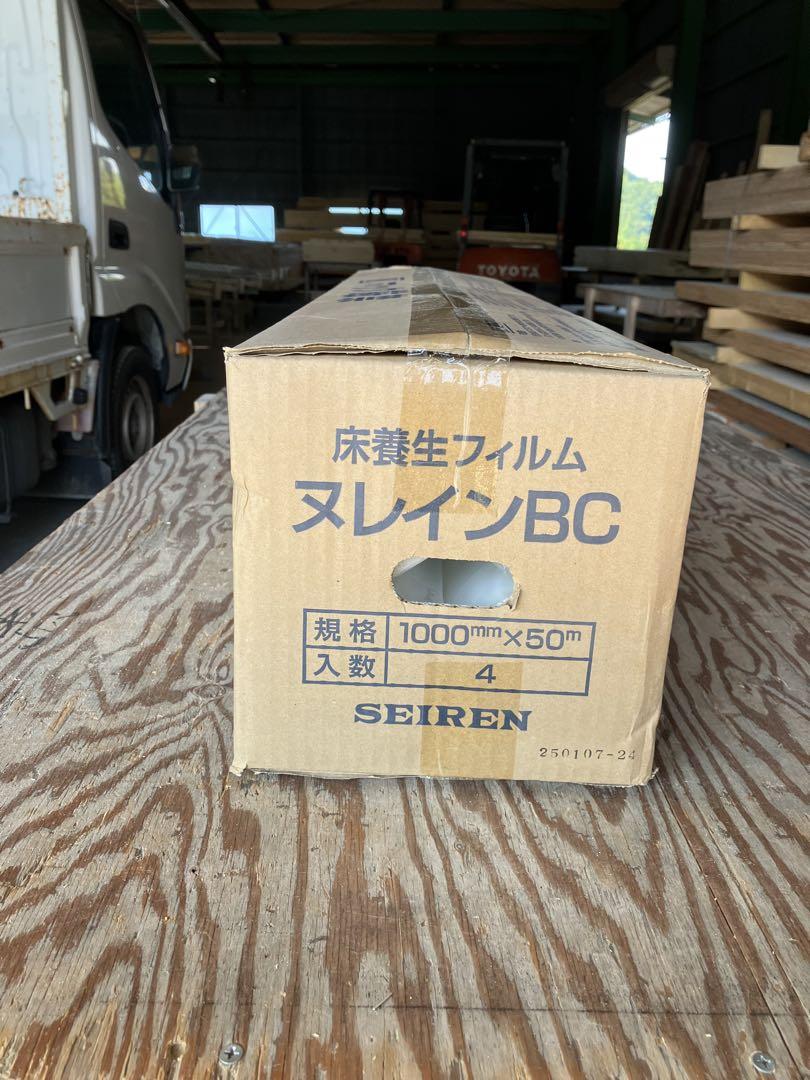 TOYOTA
床養生フィルム
ヌレインBC
規格 1000mm×50m
入数 4
SEIREN
250107-24